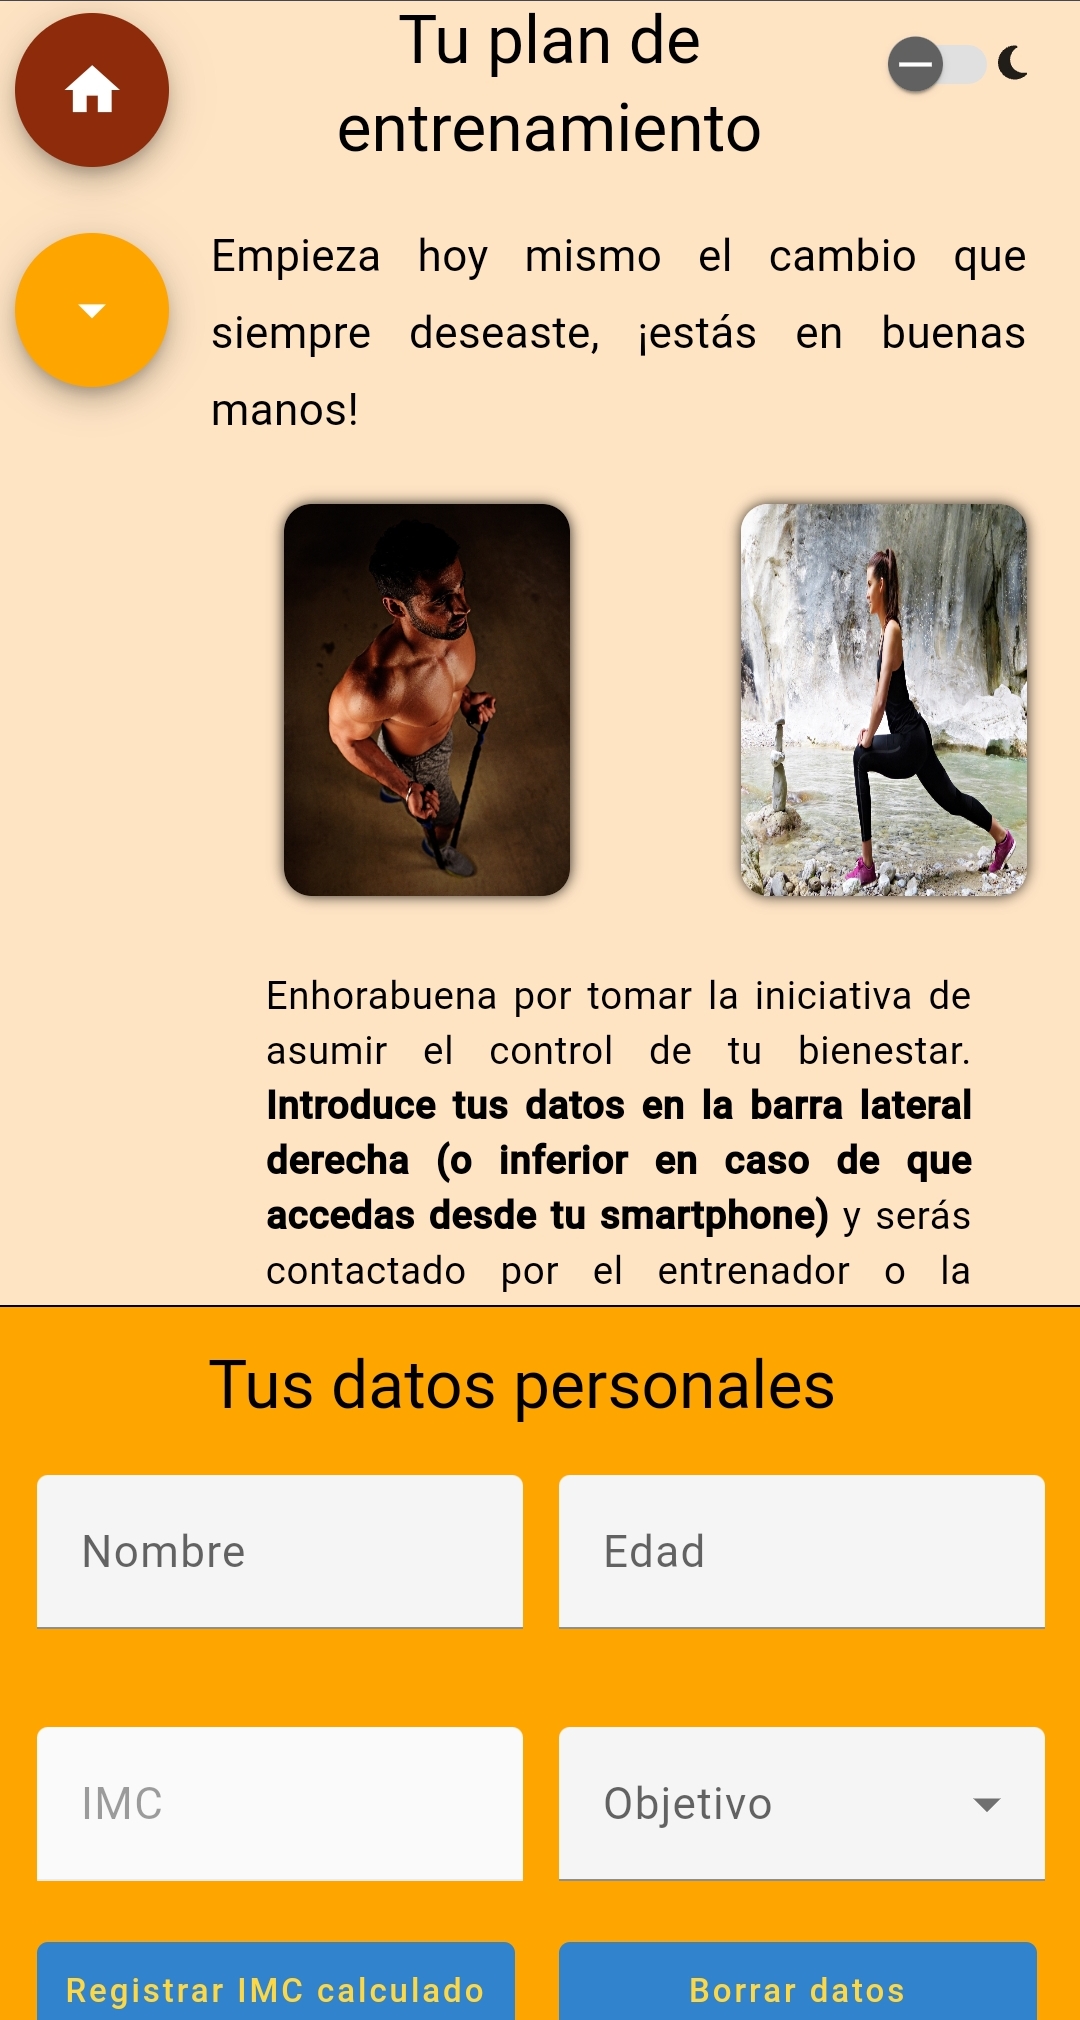 Tu plan de
entrenamiento
Empieza hoy mismo el cambio que
siempre deseaste, ¡estás en buenas
manos!
Enhorabuena por tomar la iniciativa de
asumir el control de tu bienestar.
Introduce tus datos en la barra lateral
derecha (o inferior en caso de que
accedas desde tu smartphone) y serás
contactado por el entrenador o la
Tus datos personales
Nombre
Edad
IMC
Objetivo
Registrar IMC calculado
Borrar datos